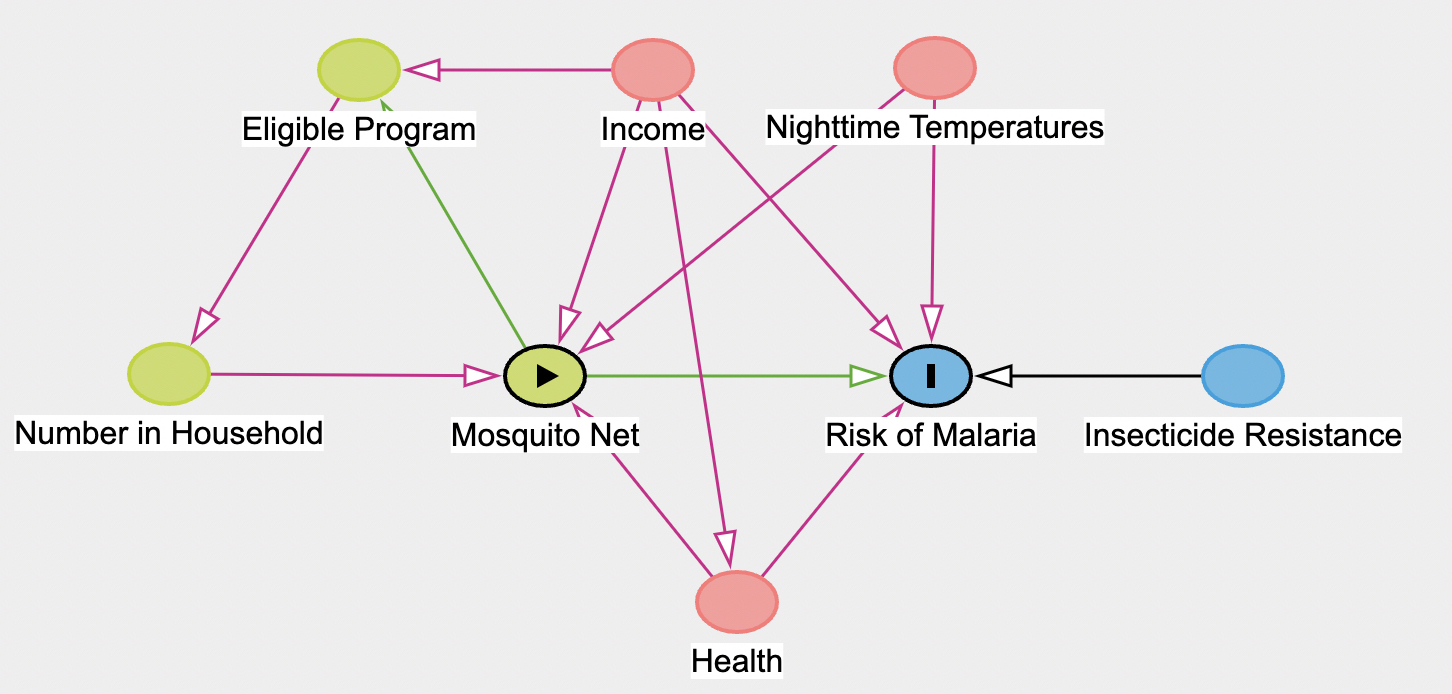 Eligible Program
Income
Nighttime Temperatures
Number in Household
Mosquito Net
Risk of Malaria
Insecticide Resistance
Health